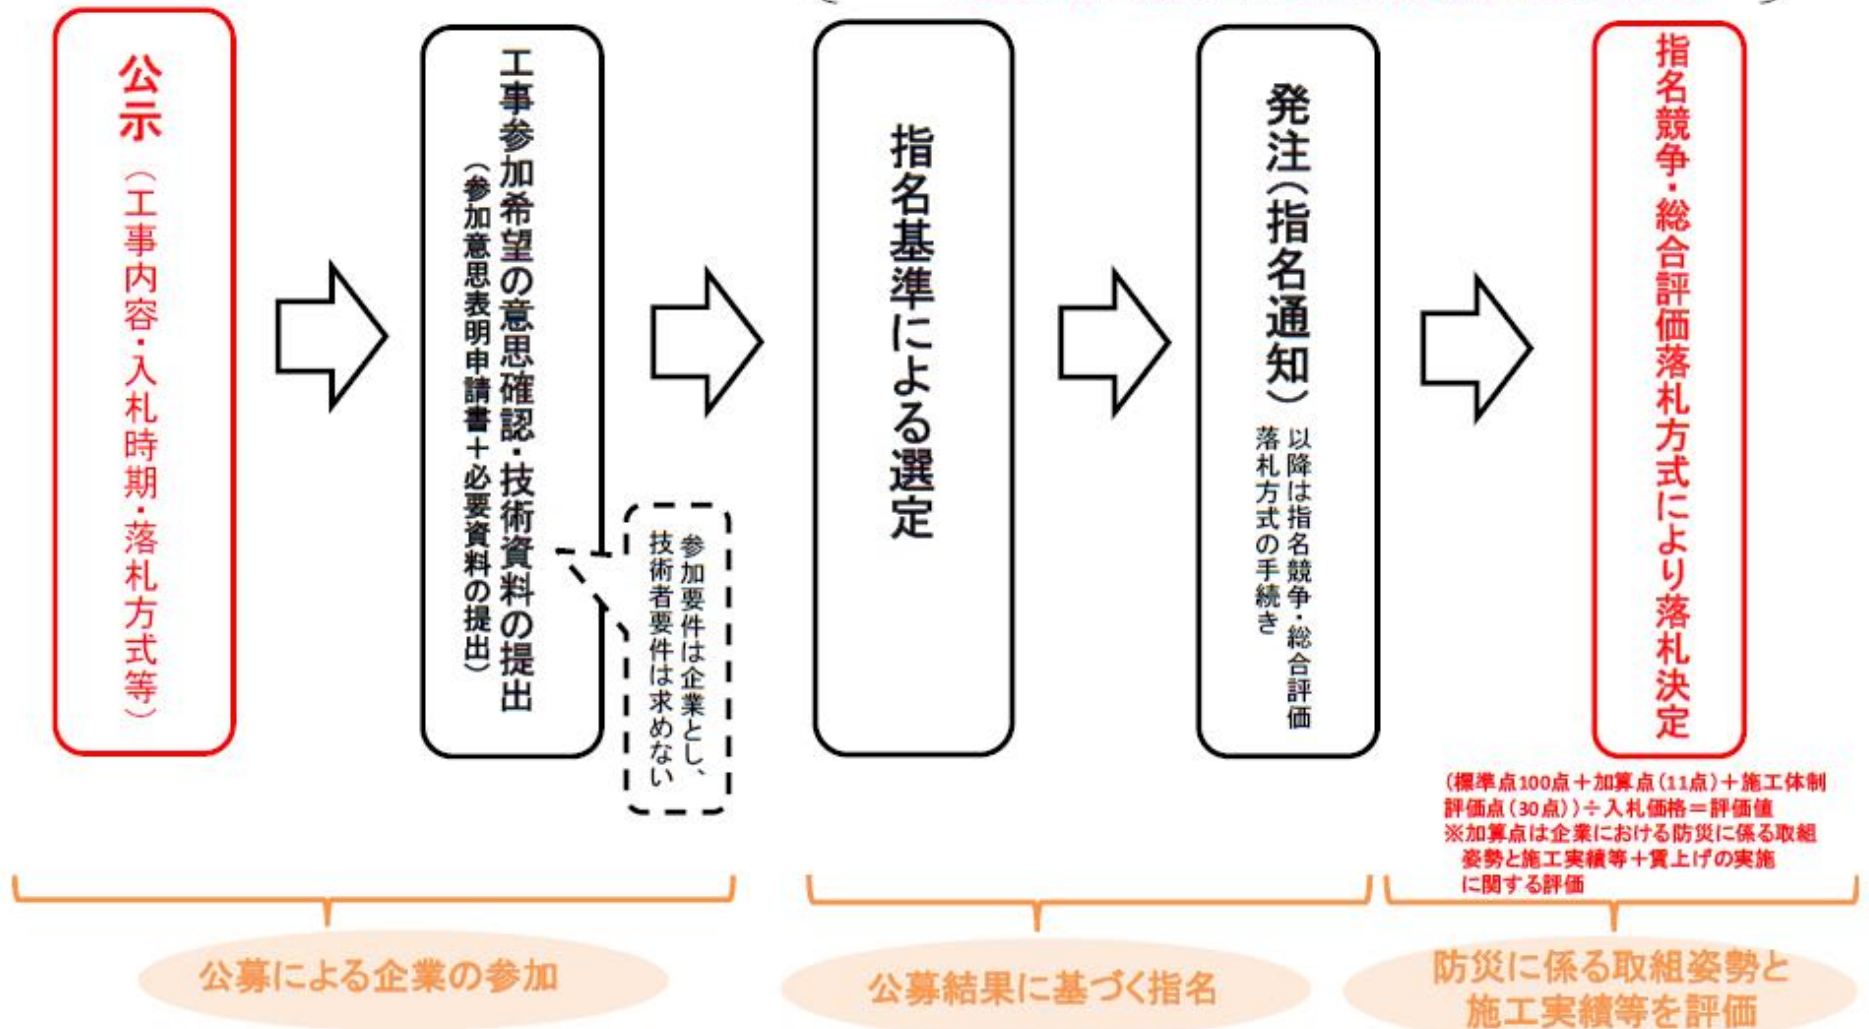 公示（工事内容・入札時期・落札方式等）
工事参加希望の意思確認・技術資料の提出
（参加意思表明申請書＋必要資料の提出）
参加要件は企業とし、
技術者要件は求めない
指名基準による選定
発注（指名通知）
以降は指名競争・総合評価
落札方式の手続き
指名競争・総合評価落札方式により落札決定
(標準点100点＋加算点(11点)＋施工体制
評価点(30点))÷入札価格＝評価値
※加算点は企業における防災に係る取組
姿勢と施工実績等＋賃上げの実施
に関する評価
公募による企業の参加
公募結果に基づく指名
防災に係る取組姿勢と
施工実績等を評価